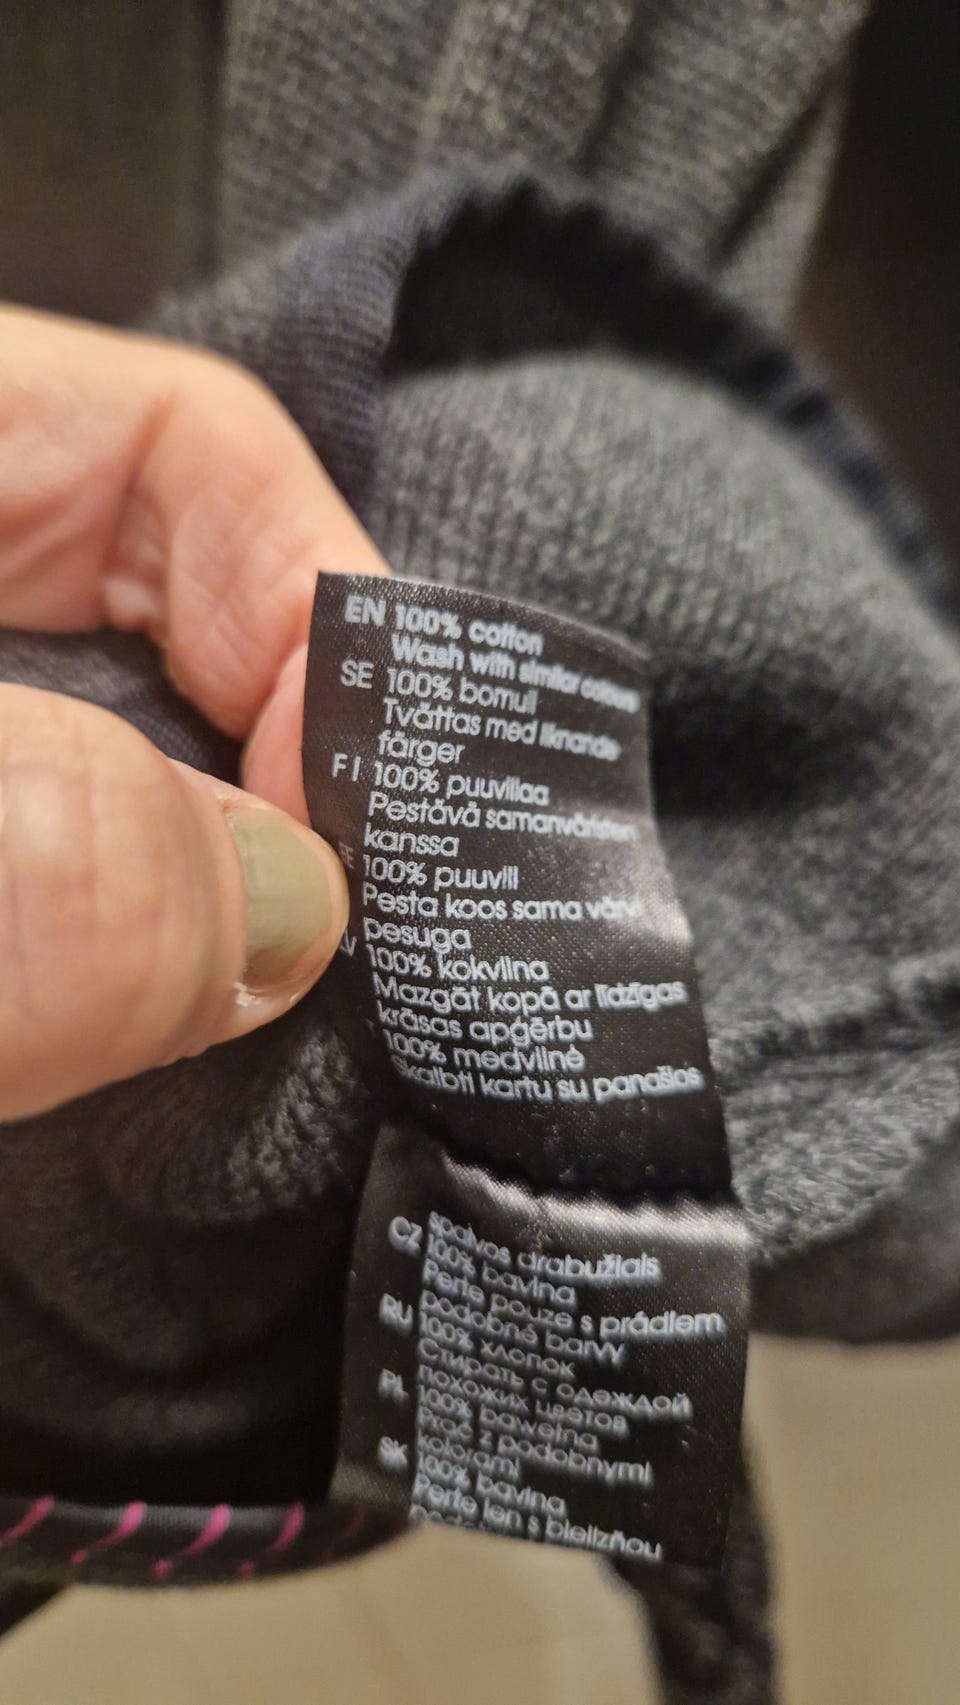 EN 100% cotton
Wash with similar colours
SE 100% bomull
Tvättas med liknande
färger
FI 100% puuvillaa
Pestävä samanväristen
kanssa
EE 100% puuvill
Pesta koos sama värvi
pesuga
LV 100% kokvilna
Mazgāt kopā ar līdzīgas
krāsas apģērbu
100% medvilnė
Skalbti kartu su panašios
spalvos drabužiais
CZ 100% bavlna
Perte pouze s prádlem
podobné barvy
RU 100% хлопок
Стирать с одеждой
похожих цветов
PL 100% bawełna
Prać z podobnymi
kolorami
SK 100% bavlna
Perte len s bielizňou